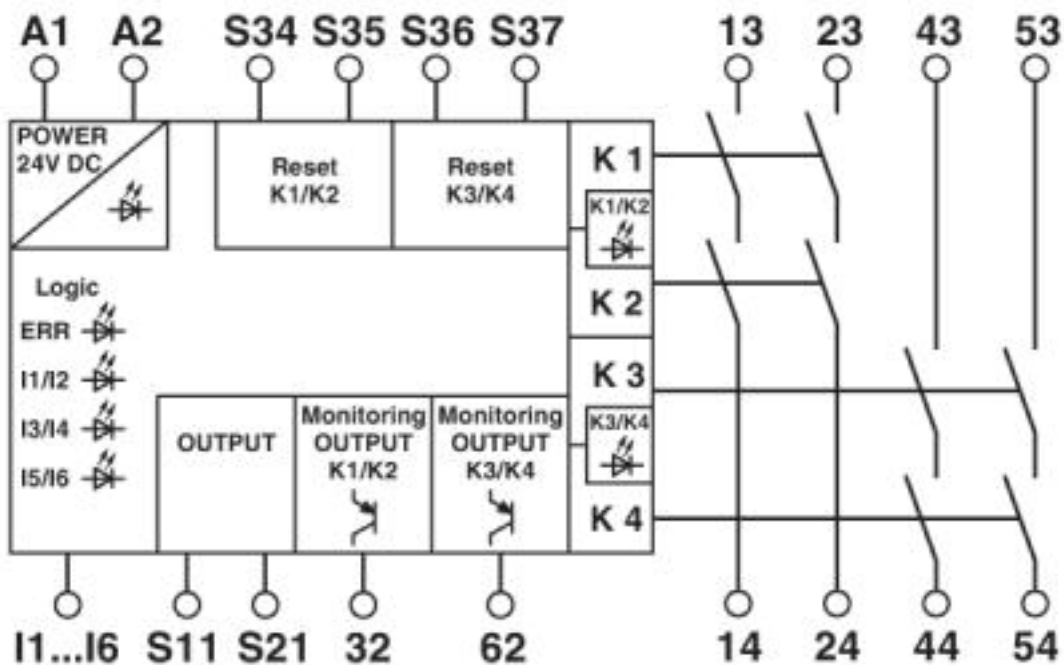 A1 A2 S34 S35 S36 S37 13 23 43 53
POWER
24V DC
Reset
K1/K2
Reset
K3/K4
K 1
K1/K2
K 2
Logic
ERR
I1/I2
I3/I4
I5/I6
OUTPUT
Monitoring
OUTPUT
K1/K2
Monitoring
OUTPUT
K3/K4
K 3
K3/K4
K 4
I1...I6 S11 S21 32 62 14 24 44 54